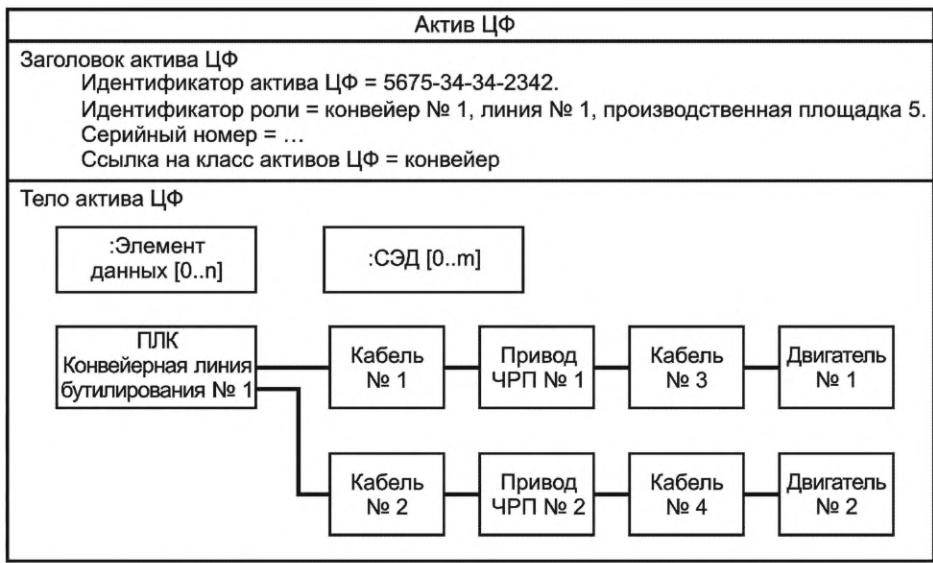 Актив ЦФ
Заголовок актива ЦФ
Идентификатор актива ЦФ = 5675-34-34-2342.
Идентификатор роли = конвейер № 1, линия № 1, производственная площадка 5.
Серийный номер = ...
Ссылка на класс активов ЦФ = конвейер
Тело актива ЦФ
:Элемент
данных [0..n]
:СЭД [0..m]
ПЛК
Конвейерная линия
бутилирования № 1
Кабель
№ 1
Привод
ЧРП № 1
Кабель
№ 3
Двигатель
№ 1
Кабель
№ 2
Привод
ЧРП № 2
Кабель
№ 4
Двигатель
№ 2